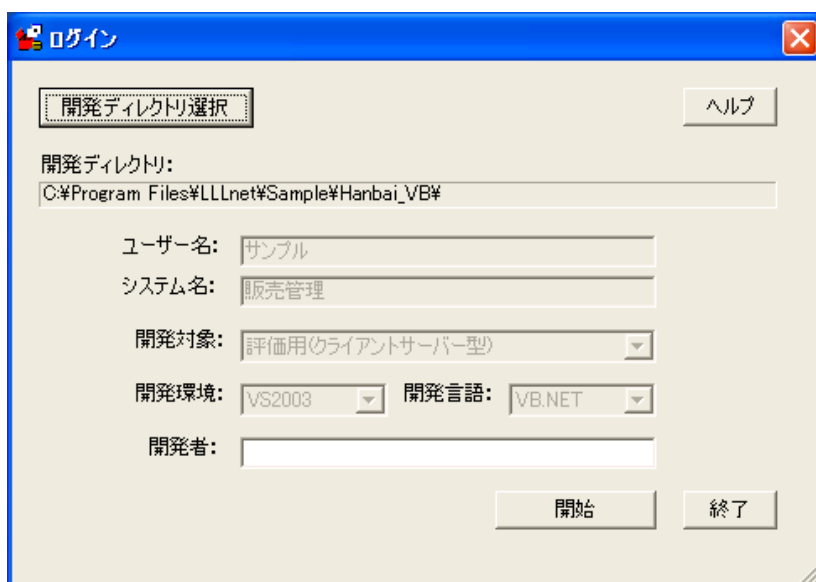 ログイン
開発ディレクトリ選択 ヘルプ
開発ディレクトリ:
C:¥Program Files¥LLLnet¥Sample¥Hanbai_VB¥
ユーザー名: サンプル
システム名: 販売管理
開発対象: 評価用(クライアントサーバー型)
開発環境: VS2003 開発言語: VB.NET
開発者:
開始 終了